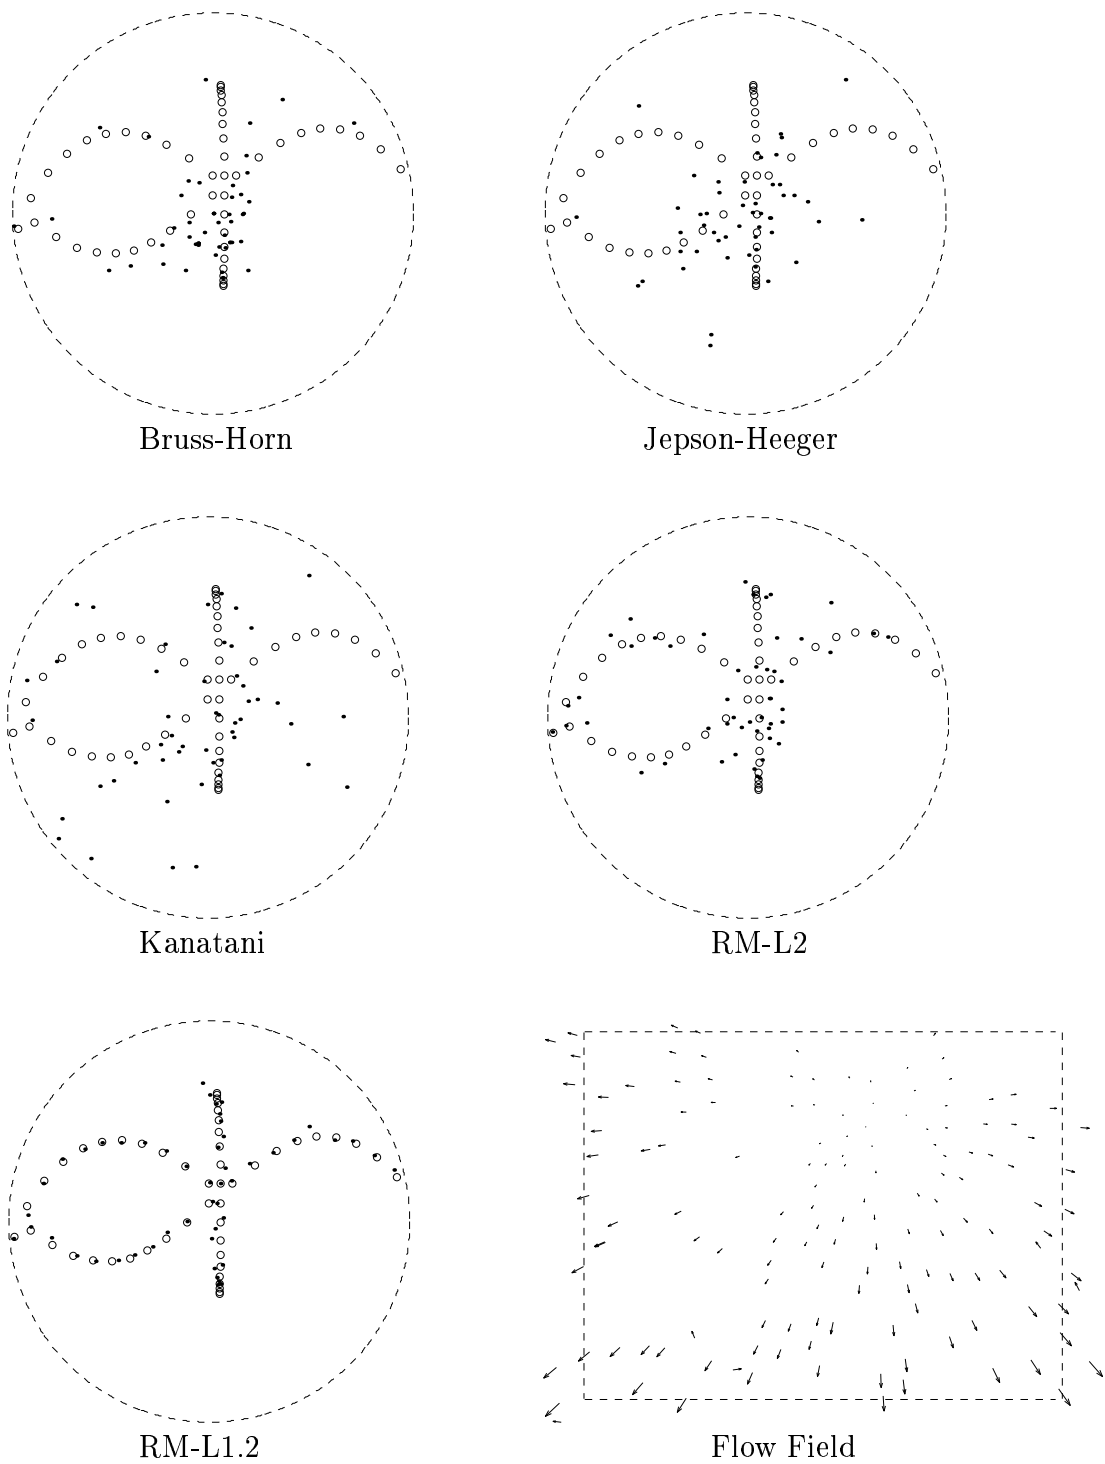 Bruss-Horn
Jepson-Heeger
Kanatani
RM-L2
RM-L1.2
Flow Field